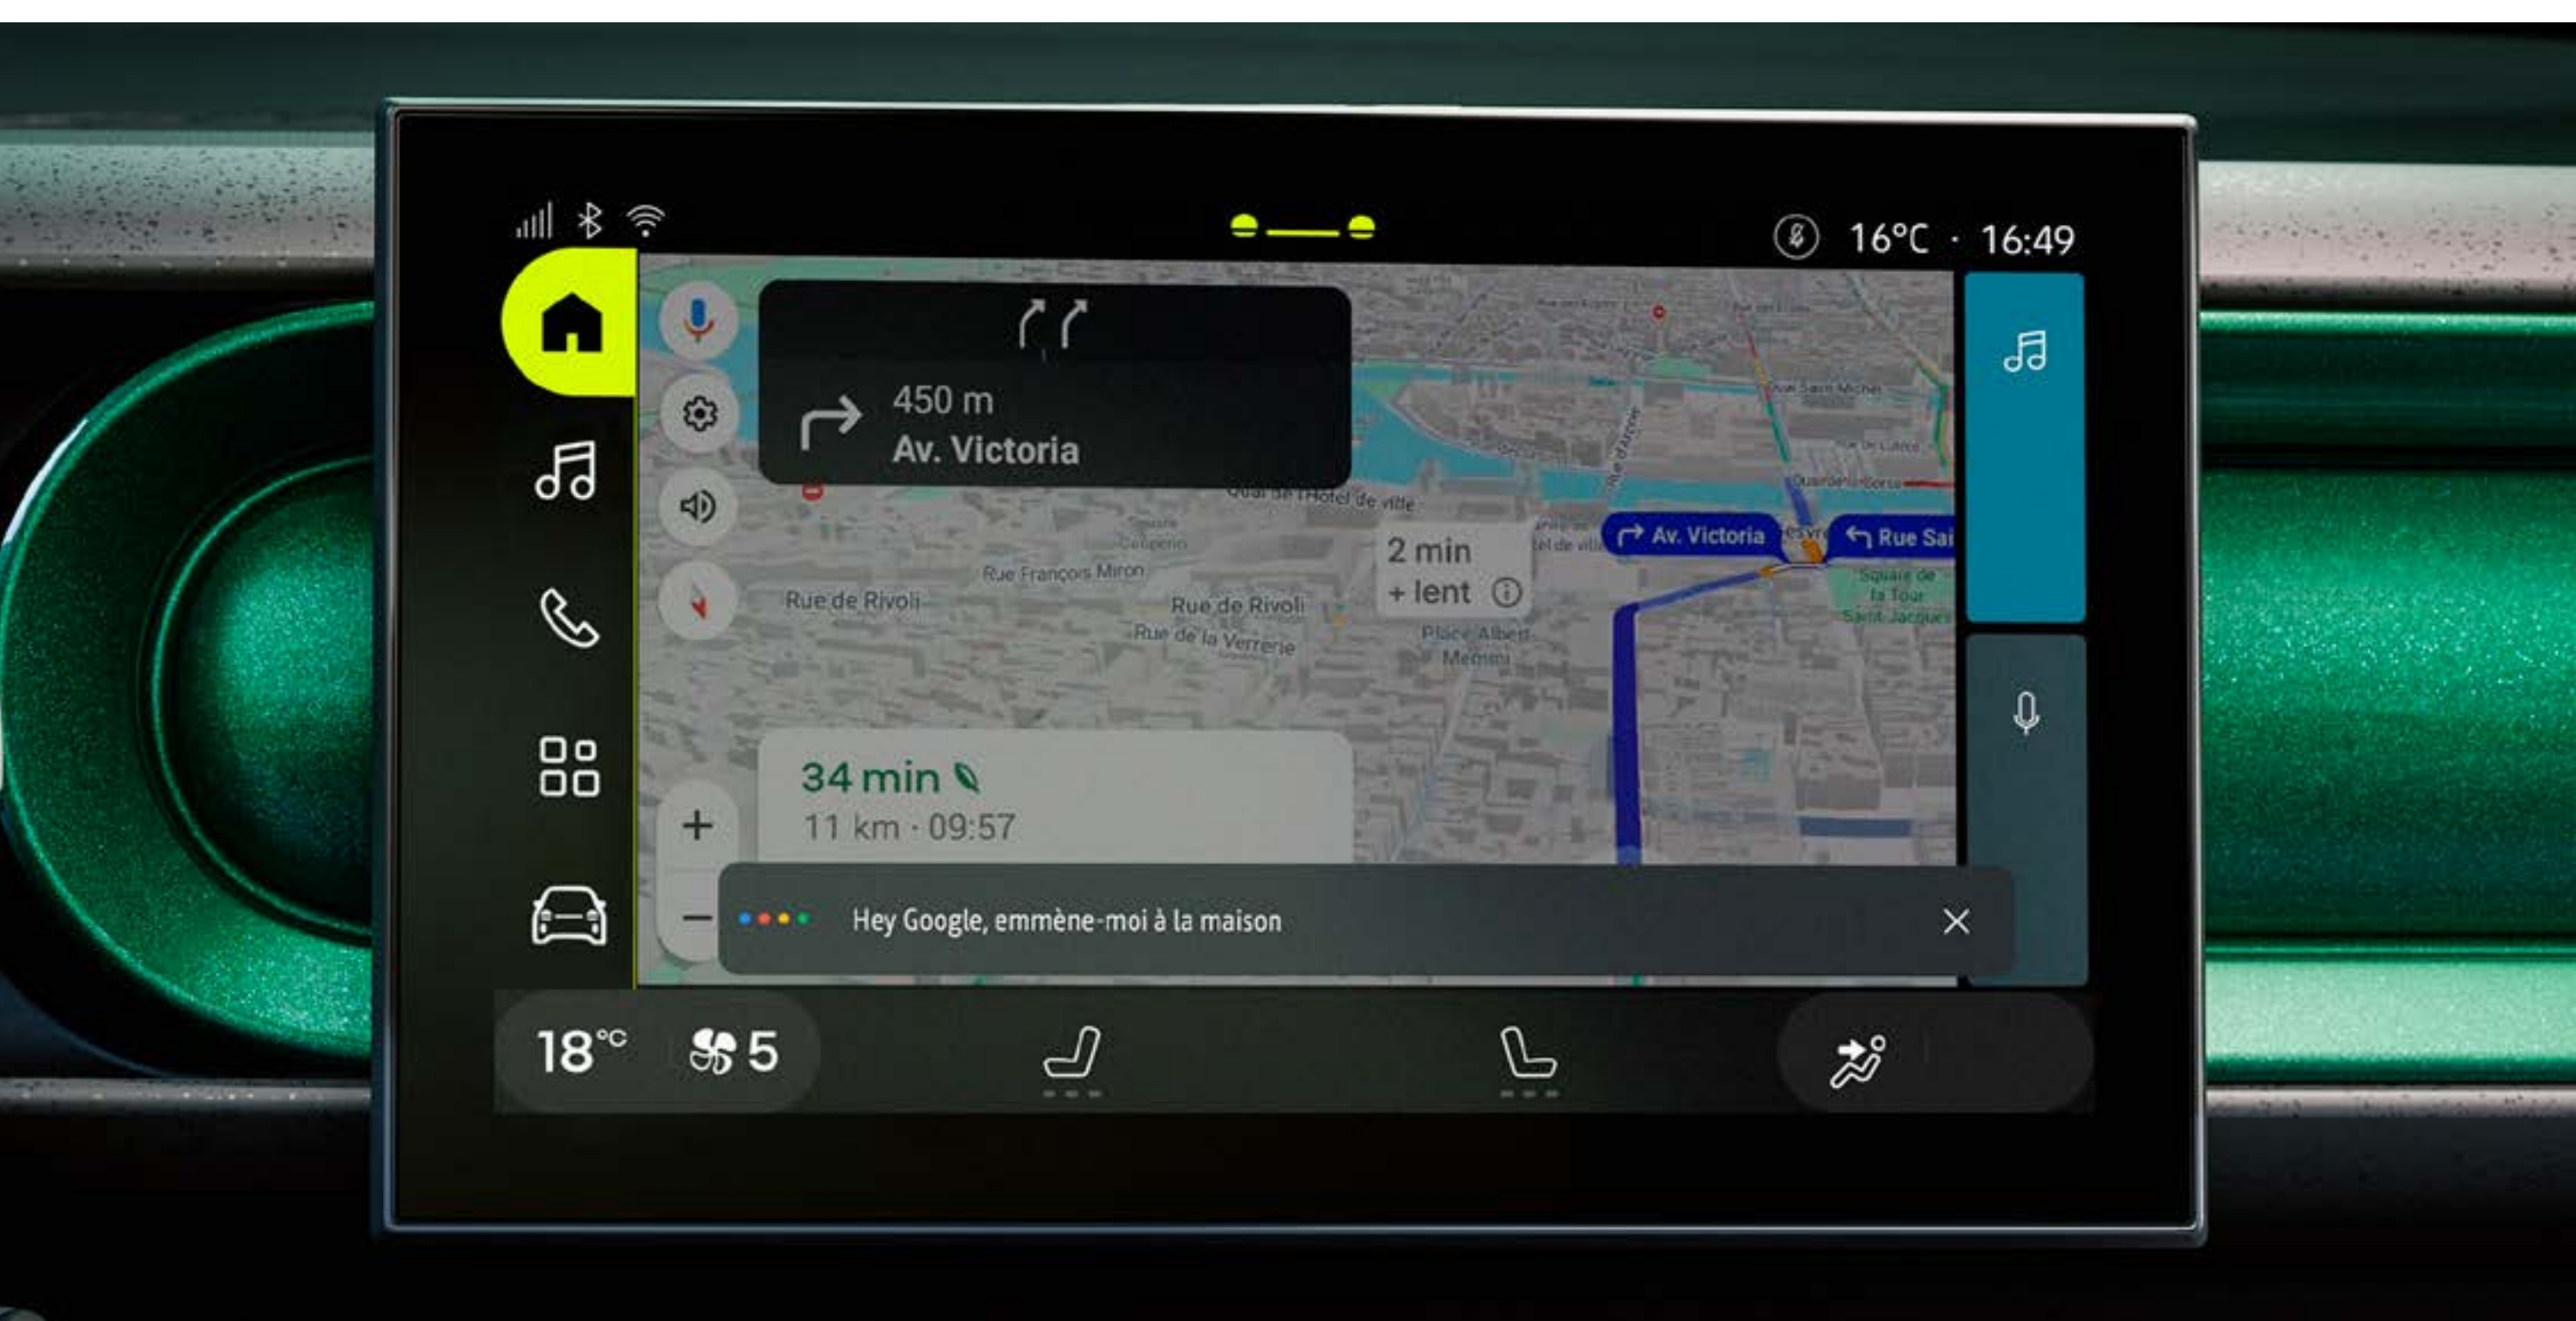 16°C · 16:49
450 m
Av. Victoria
Quai de l'Hôtel de ville
2 min
+ lent
Av. Victoria
Rue Sai
Rue François Miron
Rue de Rivoli
Rue de Rivoli
Rue de la Verrerie
Square de
la Tour
Saint-Jacques
Place Albert
Memmi
34 min
11 km · 09:57
Hey Google, emmène-moi à la maison
18°C
5